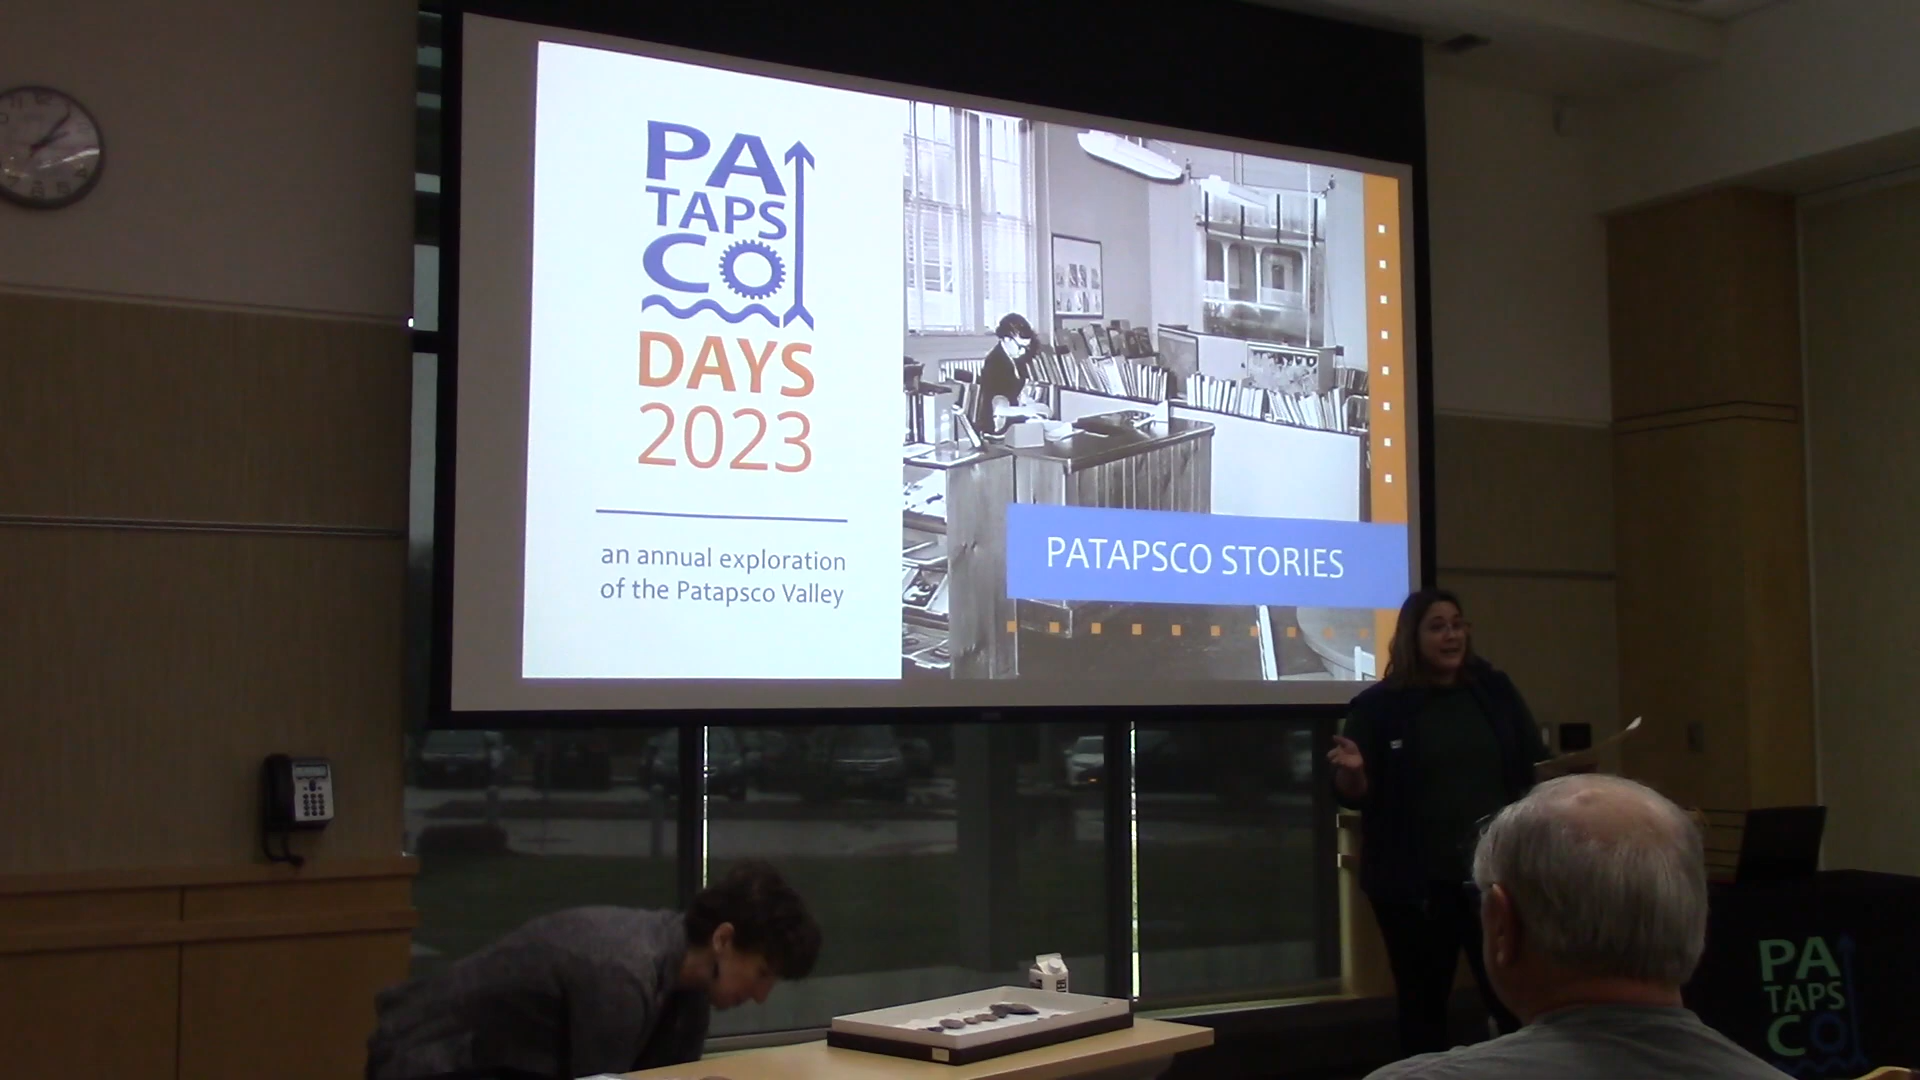 PA
TAPS
CO
DAYS
2023
an annual exploration
of the Patapsco Valley
PATAPSCO STORIES
PA
TAPS
CO